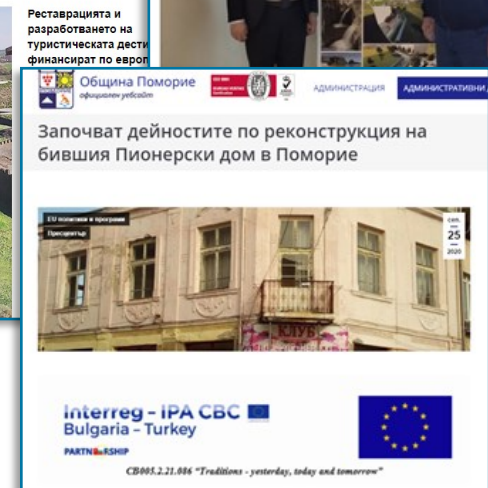 Реставрацията и
разработването на
туристическата дести
финансират по европ
Община Поморие
официален уебсайт
АДМИНИСТРАЦИЯ
АДМИНИСТРАТИВНИ
Започват дейностите по реконструкция на
бившия Пионерски дом в Поморие
EU политики и програми
Пресцентър
сеп.
25
2020
КЛУБ
Interreg - IPA CBC
Bulgaria - Turkey
PARTNERSHIP
CB005.2.21.086 "Traditions - yesterday, today and tomorrow"